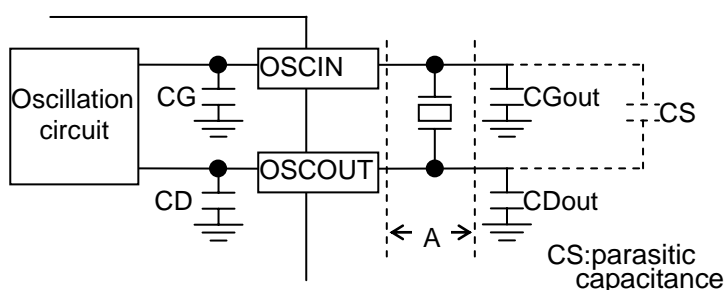 Oscillation
circuit
CG
OSCIN
CGout
CS
CD
OSCOUT
CDout
A
CS:parasitic
capacitance